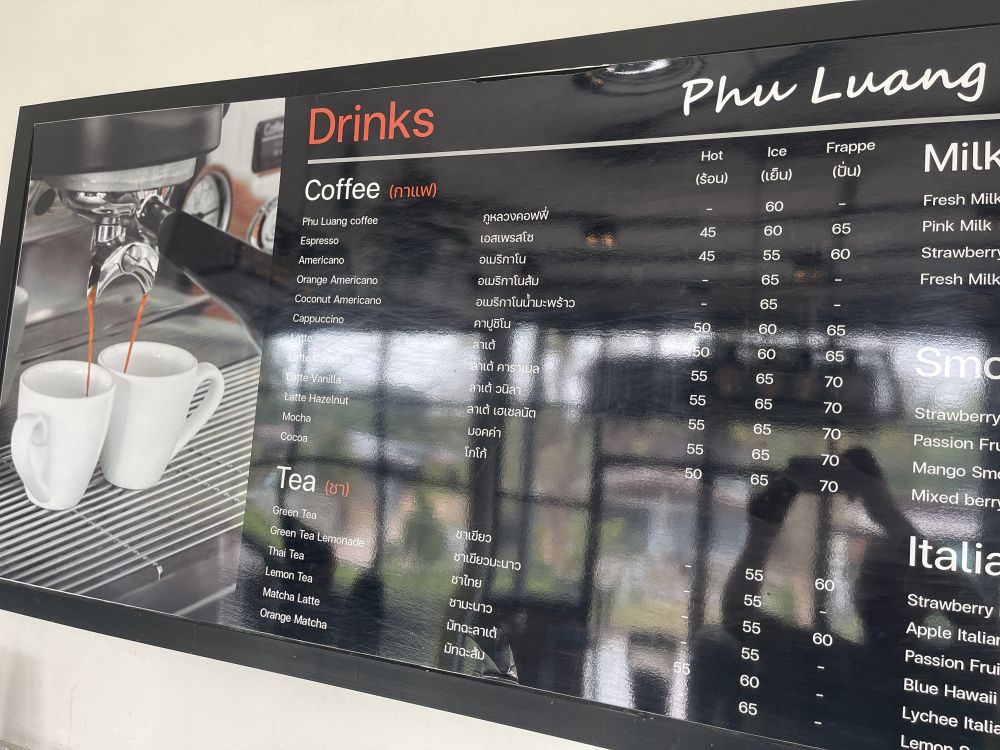 Phu Luang
Drinks
Hot Ice Frappe
(ร้อน) (เย็น) (ปั่น)
Coffee (กาแฟ)
Phu Luang coffee ภูหลวงคอฟฟี่ - 60 -
Espresso เอสเพรสโซ 45 60 65
Americano อเมริกาโน 45 55 60
Orange Americano อเมริกาโนส้ม - 65 -
Coconut Americano อเมริกาโนน้ำมะพร้าว - 65 -
Cappuccino คาปูชิโน 50 60 65
Latte ลาเต้ 50 60 65
Latte Caramel ลาเต้ คาราเมล 55 65 70
Latte Vanilla ลาเต้ วนิลา 55 65 70
Latte Hazelnut ลาเต้ เฮเซลนัต 55 65 70
Mocha มอคค่า 55 65 70
Cocoa โกโก้ 50 65 70
Tea (ชา)
Green Tea ชาเขียว - 55 60
Green Tea Lemonade ชาเขียวมะนาว - 55 -
Thai Tea ชาไทย - 55 60
Lemon Tea ชามะนาว - 55 -
Matcha Latte มัทฉะลาเต้ 55 60 -
Orange Matcha มัทฉะส้ม 65 -
Milk
Fresh Milk
Pink Milk
Strawberry
Fresh Milk
Smo
Strawberry
Passion Fru
Mango Smo
Mixed berry
Italia
Strawberry
Apple Italian
Passion Frui
Blue Hawaii
Lychee Italia
Lemon